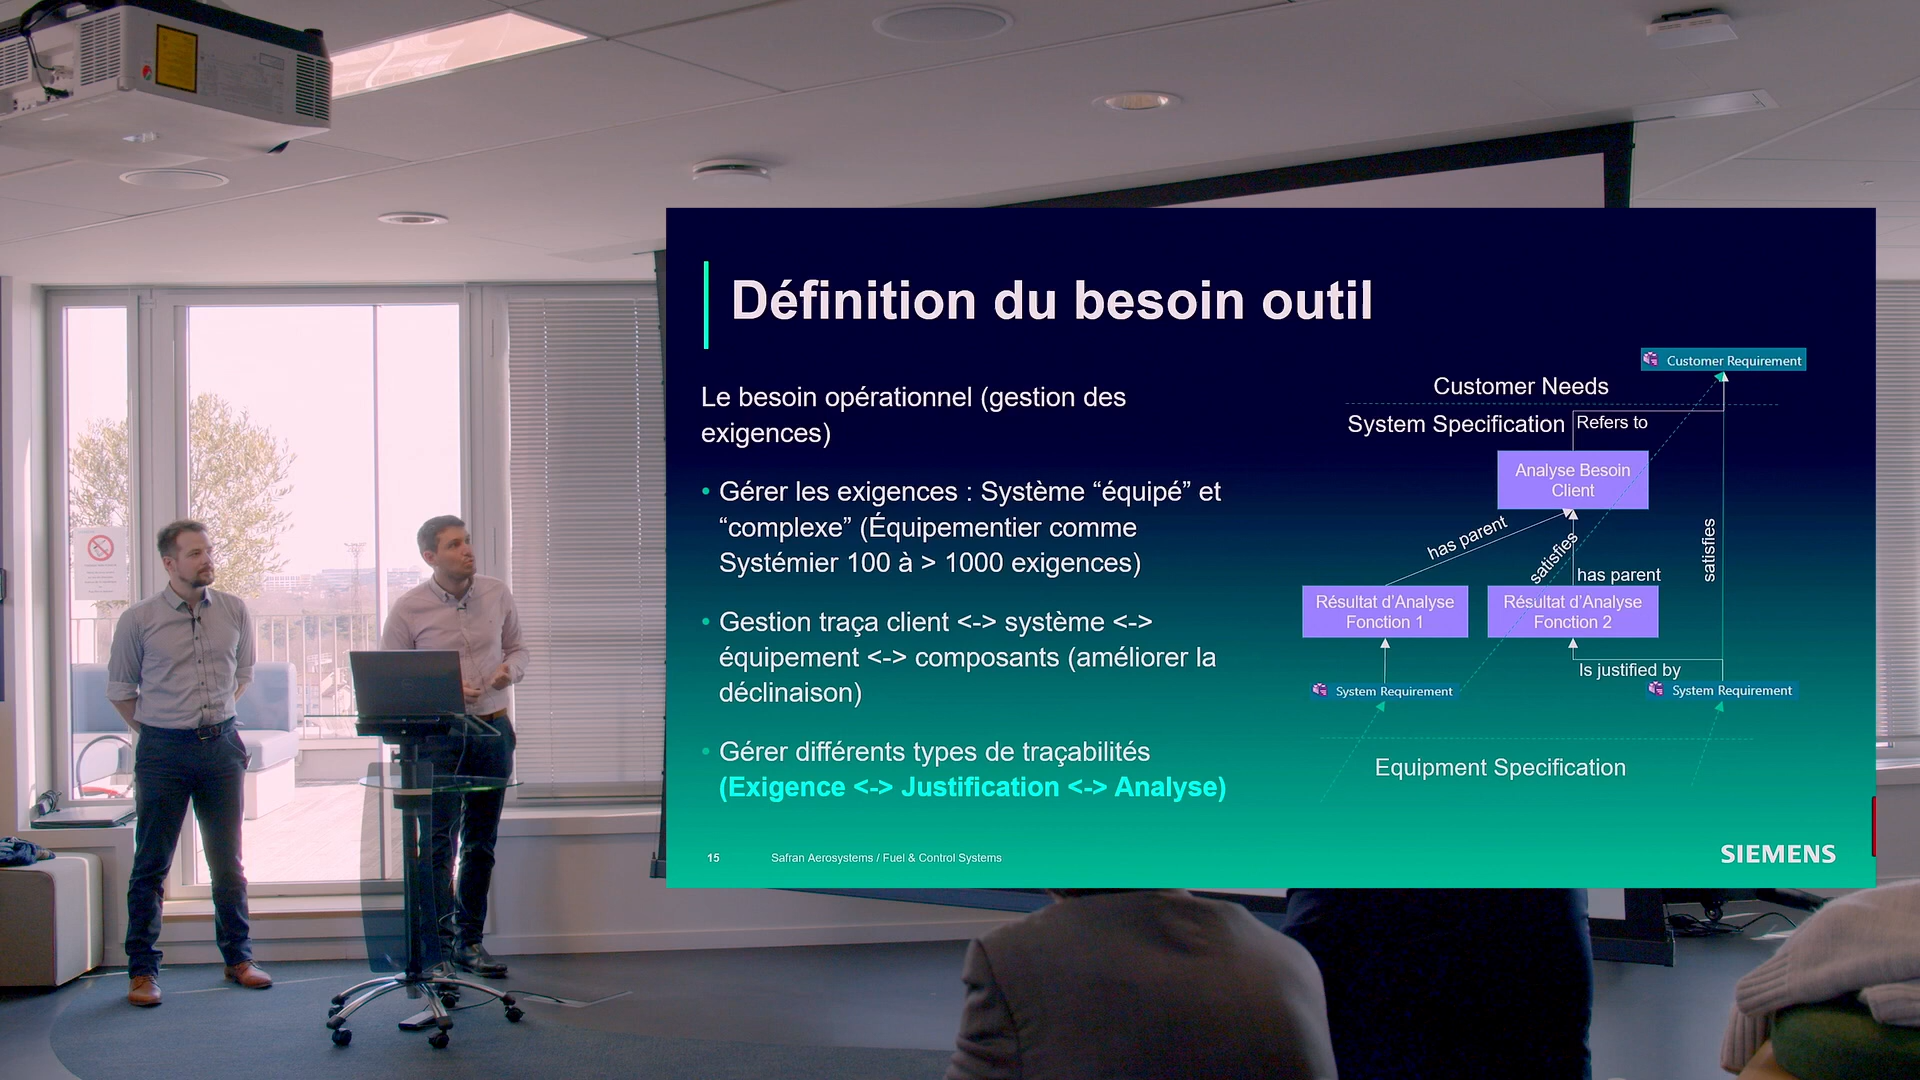 Définition du besoin outil
Le besoin opérationnel (gestion des
exigences)
• Gérer les exigences : Système “équipé” et
“complexe” (Équipementier comme
Systémier 100 à > 1000 exigences)
• Gestion traça client <-> système <->
équipement <-> composants (améliorer la
déclinaison)
• Gérer différents types de traçabilités
(Exigence <-> Justification <-> Analyse)
Customer Requirement
Customer Needs
System Specification
Refers to
Analyse Besoin
Client
has parent
satisfies
has parent
satisfies
Résultat d’Analyse
Fonction 1
Résultat d’Analyse
Fonction 2
Is justified by
System Requirement
System Requirement
Equipment Specification
15
Safran Aerosystems / Fuel & Control Systems
SIEMENS